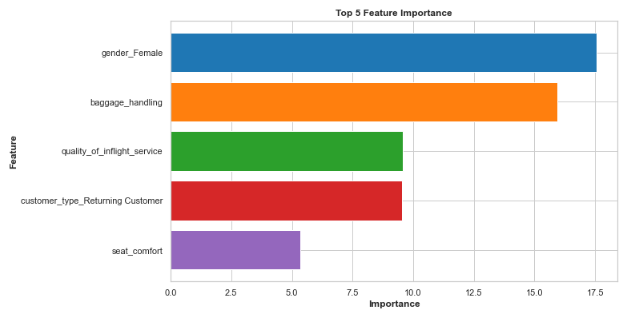 Top 5 Feature Importance
Feature
gender_Female
baggage_handling
quality_of_inflight_service
customer_type_Returning Customer
seat_comfort
0.0 2.5 5.0 7.5 10.0 12.5 15.0 17.5
Importance